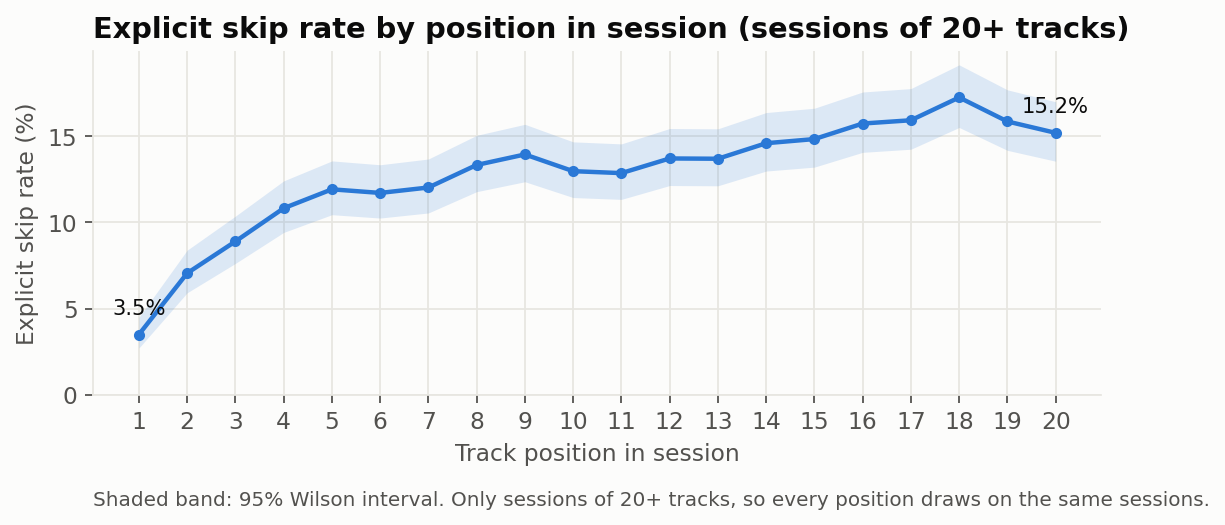 Explicit skip rate by position in session (sessions of 20+ tracks)
Explicit skip rate (%)
15
10
5
0
3.5%
15.2%
1 2 3 4 5 6 7 8 9 10 11 12 13 14 15 16 17 18 19 20
Track position in session
Shaded band: 95% Wilson interval. Only sessions of 20+ tracks, so every position draws on the same sessions.